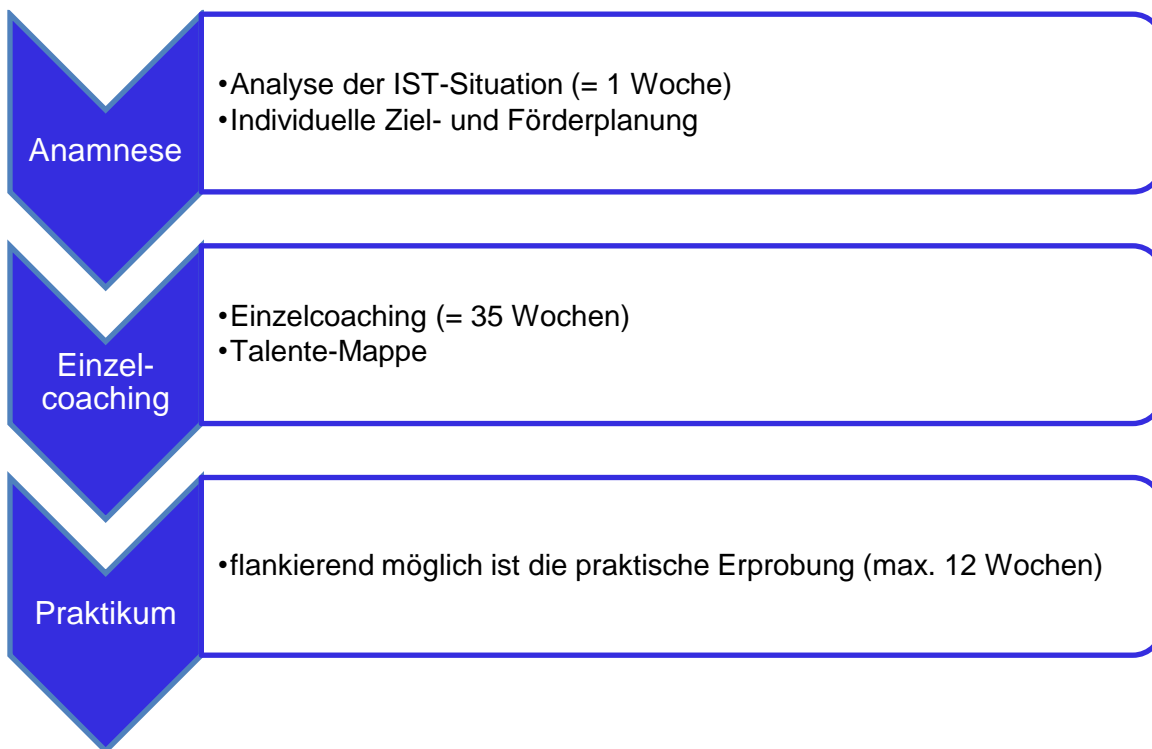 Anamnese
•Analyse der IST-Situation (= 1 Woche)
•Individuelle Ziel- und Förderplanung
Einzel-
coaching
•Einzelcoaching (= 35 Wochen)
•Talente-Mappe
Praktikum
•flankierend möglich ist die praktische Erprobung (max. 12 Wochen)